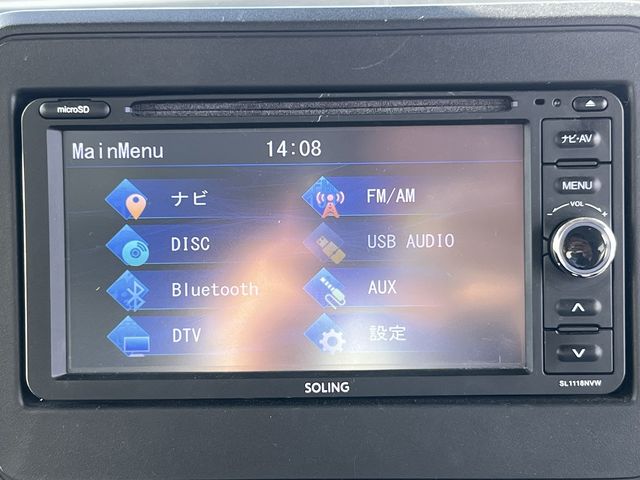 microSD
MainMenu 14:08
ナビ FM/AM
DISC USB AUDIO
Bluetooth AUX
DTV 設定
SOLING
ナビ・AV
MENU
VOL
- +
SL1118NVW